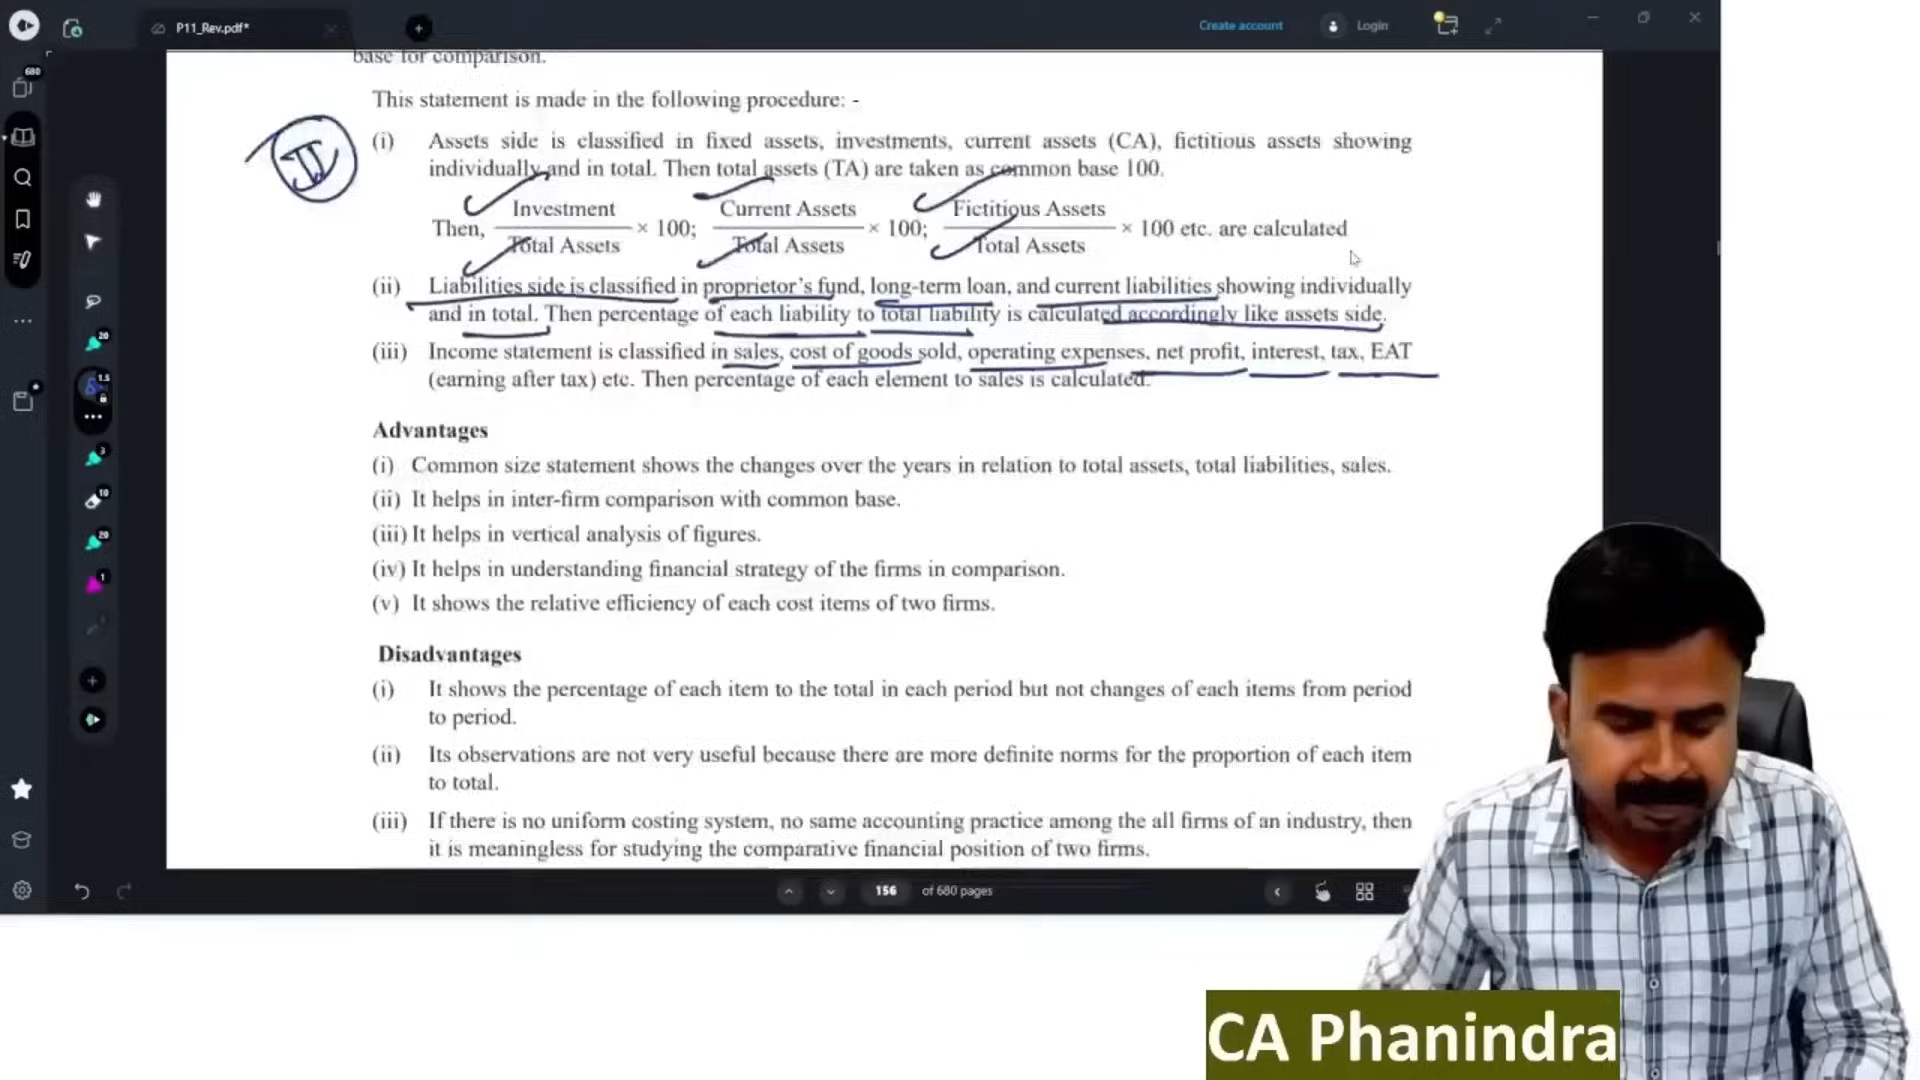 P11_Rev.pdf*
Create account
Login
680
base for comparison.
This statement is made in the following procedure: -
(i) Assets side is classified in fixed assets, investments, current assets (CA), fictitious assets showing
individually and in total. Then total assets (TA) are taken as common base 100.
II
Then, Investment / Total Assets × 100; Current Assets / Total Assets × 100; Fictitious Assets / Total Assets × 100 etc. are calculated
(ii) Liabilities side is classified in proprietor's fund, long-term loan, and current liabilities showing individually
and in total. Then percentage of each liability to total liability is calculated accordingly like assets side.
(iii) Income statement is classified in sales, cost of goods sold, operating expenses, net profit, interest, tax, EAT
(earning after tax) etc. Then percentage of each element to sales is calculated.
Advantages
(i) Common size statement shows the changes over the years in relation to total assets, total liabilities, sales.
(ii) It helps in inter-firm comparison with common base.
(iii) It helps in vertical analysis of figures.
(iv) It helps in understanding financial strategy of the firms in comparison.
(v) It shows the relative efficiency of each cost items of two firms.
Disadvantages
(i) It shows the percentage of each item to the total in each period but not changes of each items from period
to period.
(ii) Its observations are not very useful because there are more definite norms for the proportion of each item
to total.
(iii) If there is no uniform costing system, no same accounting practice among the all firms of an industry, then
it is meaningless for studying the comparative financial position of two firms.
20
1.5
3
10
20
1
156 of 680 pages
CA Phanindra